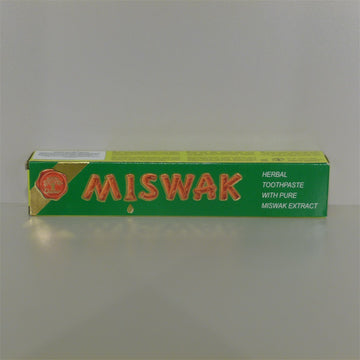 MISWAK
HERBAL
TOOTHPASTE
WITH PURE
MISWAK EXTRACT